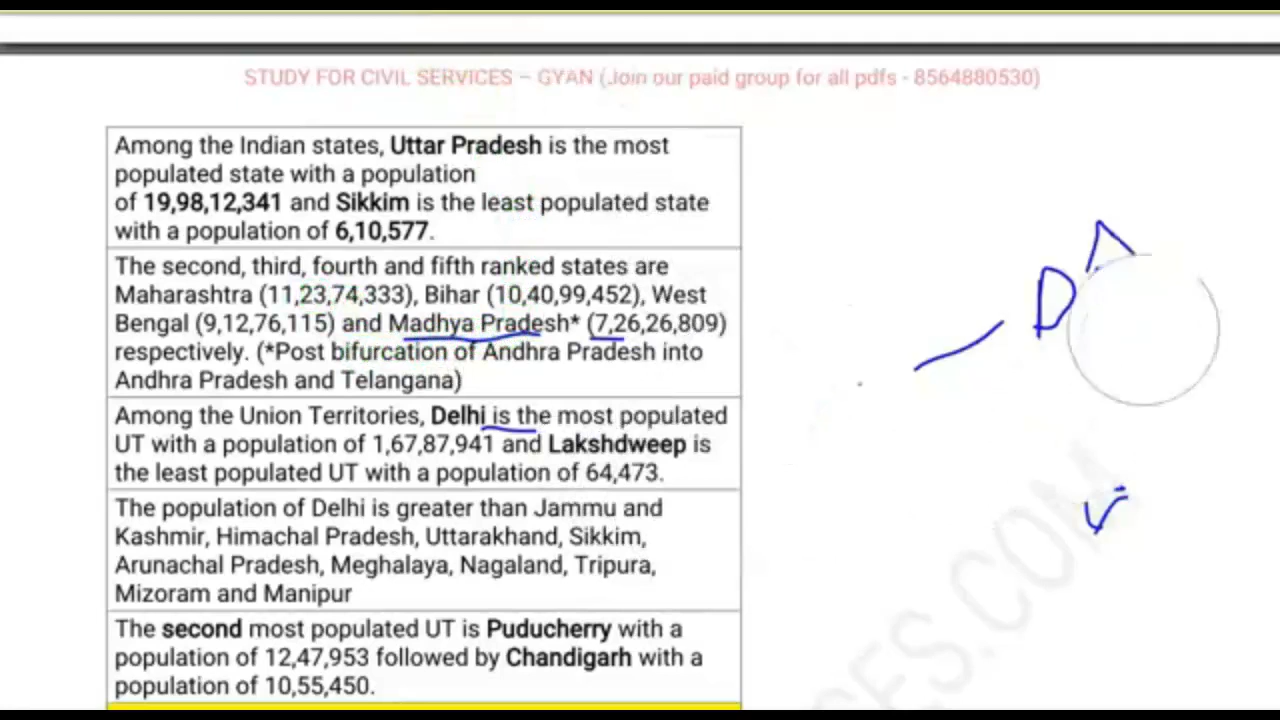 STUDY FOR CIVIL SERVICES – GYAN (Join our paid group for all pdfs - 8564880530)
Among the Indian states, Uttar Pradesh is the most
populated state with a population
of 19,98,12,341 and Sikkim is the least populated state
with a population of 6,10,577.
The second, third, fourth and fifth ranked states are
Maharashtra (11,23,74,333), Bihar (10,40,99,452), West
Bengal (9,12,76,115) and Madhya Pradesh* (7,26,26,809)
respectively. (*Post bifurcation of Andhra Pradesh into
Andhra Pradesh and Telangana)
Among the Union Territories, Delhi is the most populated
UT with a population of 1,67,87,941 and Lakshdweep is
the least populated UT with a population of 64,473.
The population of Delhi is greater than Jammu and
Kashmir, Himachal Pradesh, Uttarakhand, Sikkim,
Arunachal Pradesh, Meghalaya, Nagaland, Tripura,
Mizoram and Manipur
The second most populated UT is Puducherry with a
population of 12,47,953 followed by Chandigarh with a
population of 10,55,450.
D